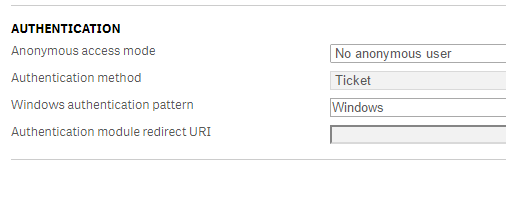 AUTHENTICATION
Anonymous access mode No anonymous user
Authentication method Ticket
Windows authentication pattern Windows
Authentication module redirect URI